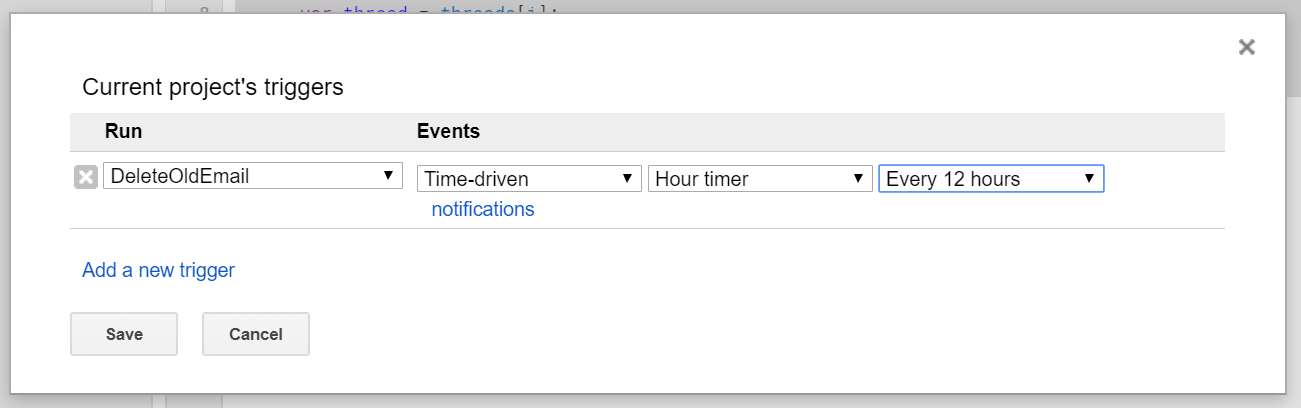 8 var thread = threads[i];
Current project's triggers
Run Events
DeleteOldEmail Time-driven Hour timer Every 12 hours
notifications
Add a new trigger
Save Cancel